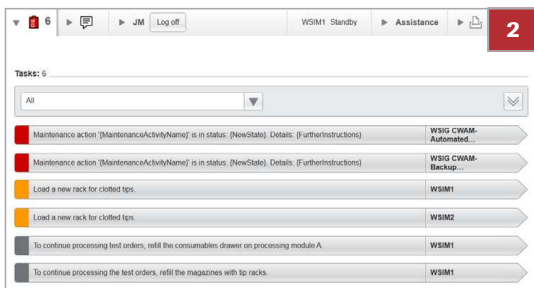 6 JM Log off WSIM1 Standby Assistance 2
Tasks: 6
All
Maintenance action '{MaintenanceActivityName}' is in status: {NewState}. Details: {FurtherInstructions} WSIG CWAM-
Automated...
Maintenance action '{MaintenanceActivityName}' is in status: {NewState}. Details: {FurtherInstructions} WSIG CWAM-
Backup...
Load a new rack for clotted tips. WSIM1
Load a new rack for clotted tips. WSIM2
To continue processing test orders, refill the consumables drawer on processing module A. WSIM1
To continue processing the test orders, refill the magazines with tip racks. WSIM1